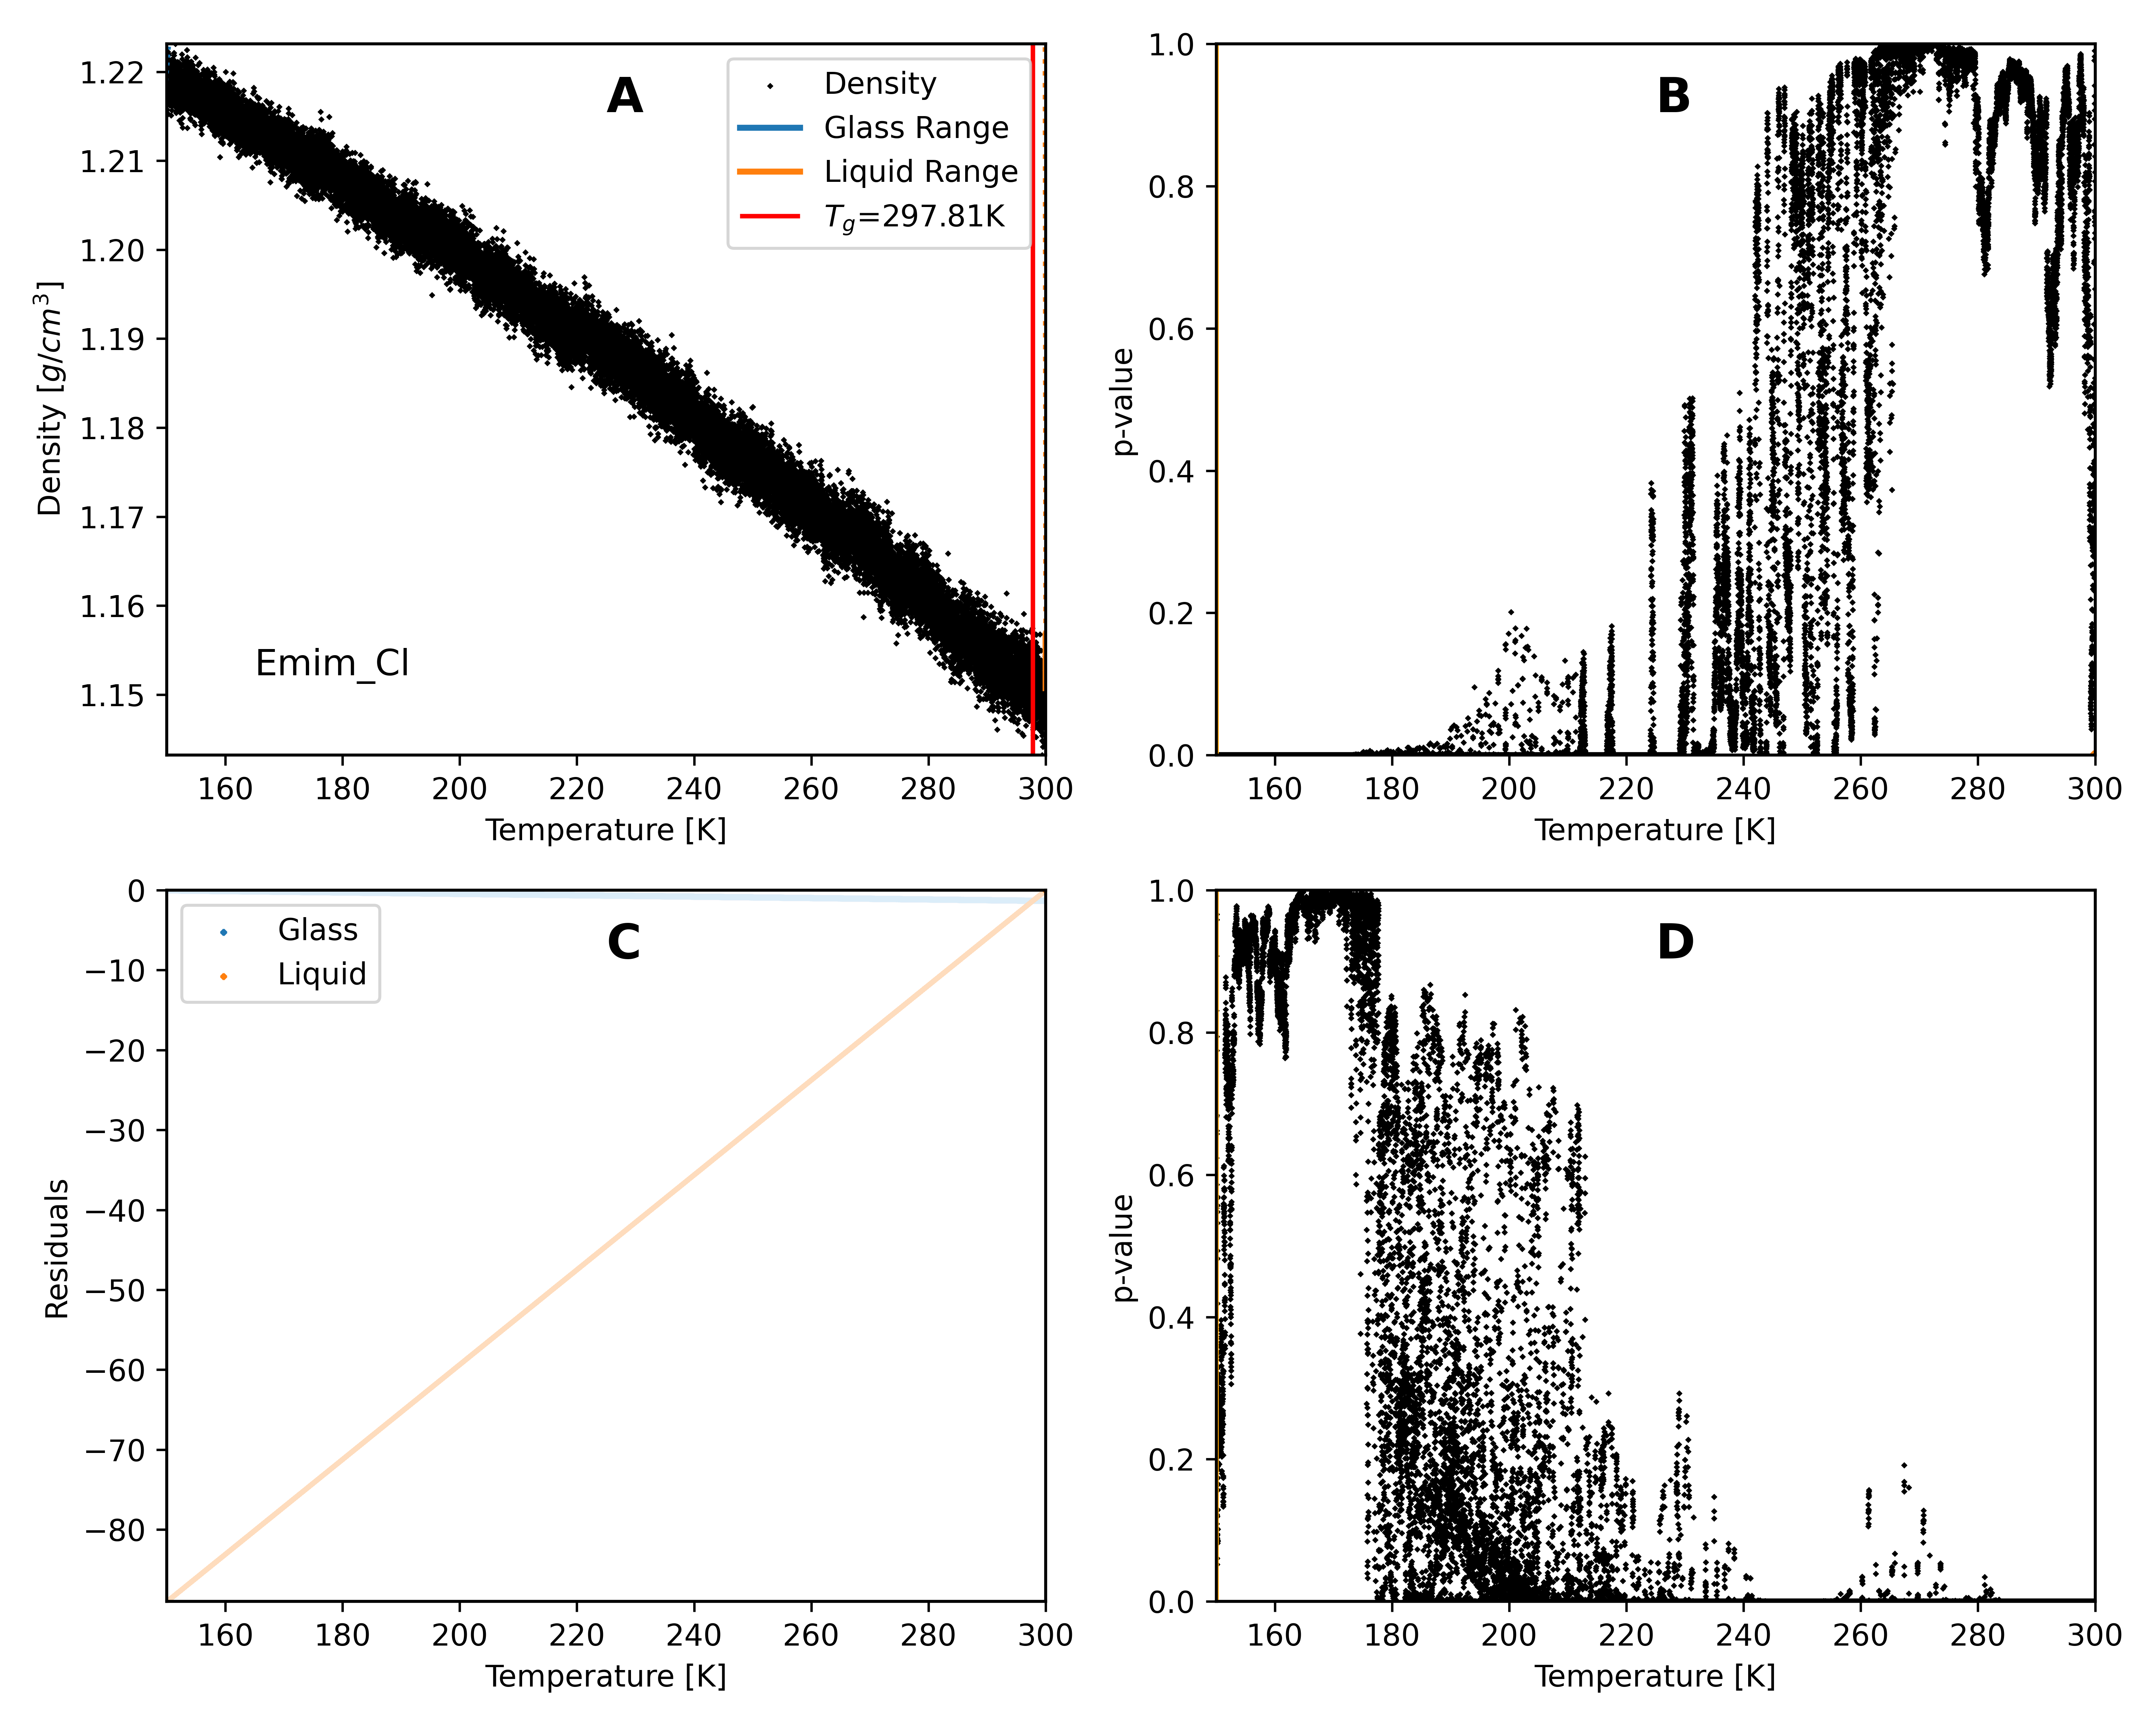 A
Density
Glass Range
Liquid Range
T_g=297.81K
Emim_Cl
Density [g/cm^3]
1.22
1.21
1.20
1.19
1.18
1.17
1.16
1.15
160 180 200 220 240 260 280 300
Temperature [K]
B
p-value
1.0
0.8
0.6
0.4
0.2
0.0
160 180 200 220 240 260 280 300
Temperature [K]
C
Glass
Liquid
Residuals
0
−10
−20
−30
−40
−50
−60
−70
−80
160 180 200 220 240 260 280 300
Temperature [K]
D
p-value
1.0
0.8
0.6
0.4
0.2
0.0
160 180 200 220 240 260 280 300
Temperature [K]